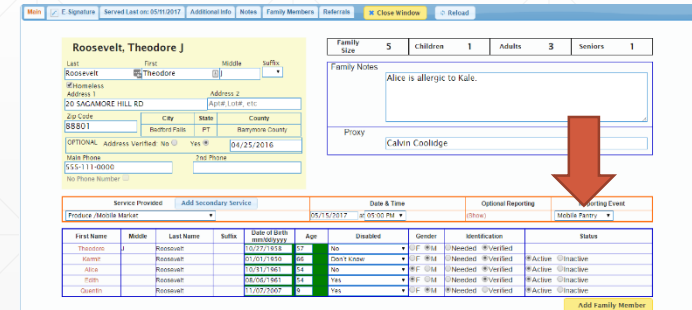 Main E. Signature Served Last on: 05/11/2017 Additional Info Notes Family Members Referrals × Close Window Reload
Roosevelt, Theodore J
Last First Middle Suffix
Roosevelt Theodore J
Homeless
Address 1 Address 2
20 SAGAMORE HILL RD Apt#,Lot#, etc
Zip Code City State County
88801 Bedford Falls PT Barrymore County
OPTIONAL Address Verified No Yes 04/25/2016
Main Phone 2nd Phone
555-111-0000
No Phone Number
Family Size 5 Children 1 Adults 3 Seniors 1
Family Notes
Alice is allergic to Kale.
Proxy
Calvin Coolidge
Service Provided Add Secondary Service Date & Time Optional Reporting Reporting Event
Produce /Mobile Market 05/15/2017 at 05:00 PM (Show) Mobile Pantry
First Name Middle Last Name Suffix Date of Birth mm/dd/yyyy Age Disabled Gender Identification Status
Theodore J Roosevelt 10/27/1958 57 No F M Needed Verified
Kermit Roosevelt 01/01/1950 66 Don't Know F M Needed Verified Active Inactive
Alice Roosevelt 10/31/1961 54 No F M Needed Verified Active Inactive
Edith Roosevelt 08/06/1961 54 Yes F M Needed Verified Active Inactive
Quentin Roosevelt 11/07/2007 9 Yes F M Needed Verified Active Inactive
Add Family Member